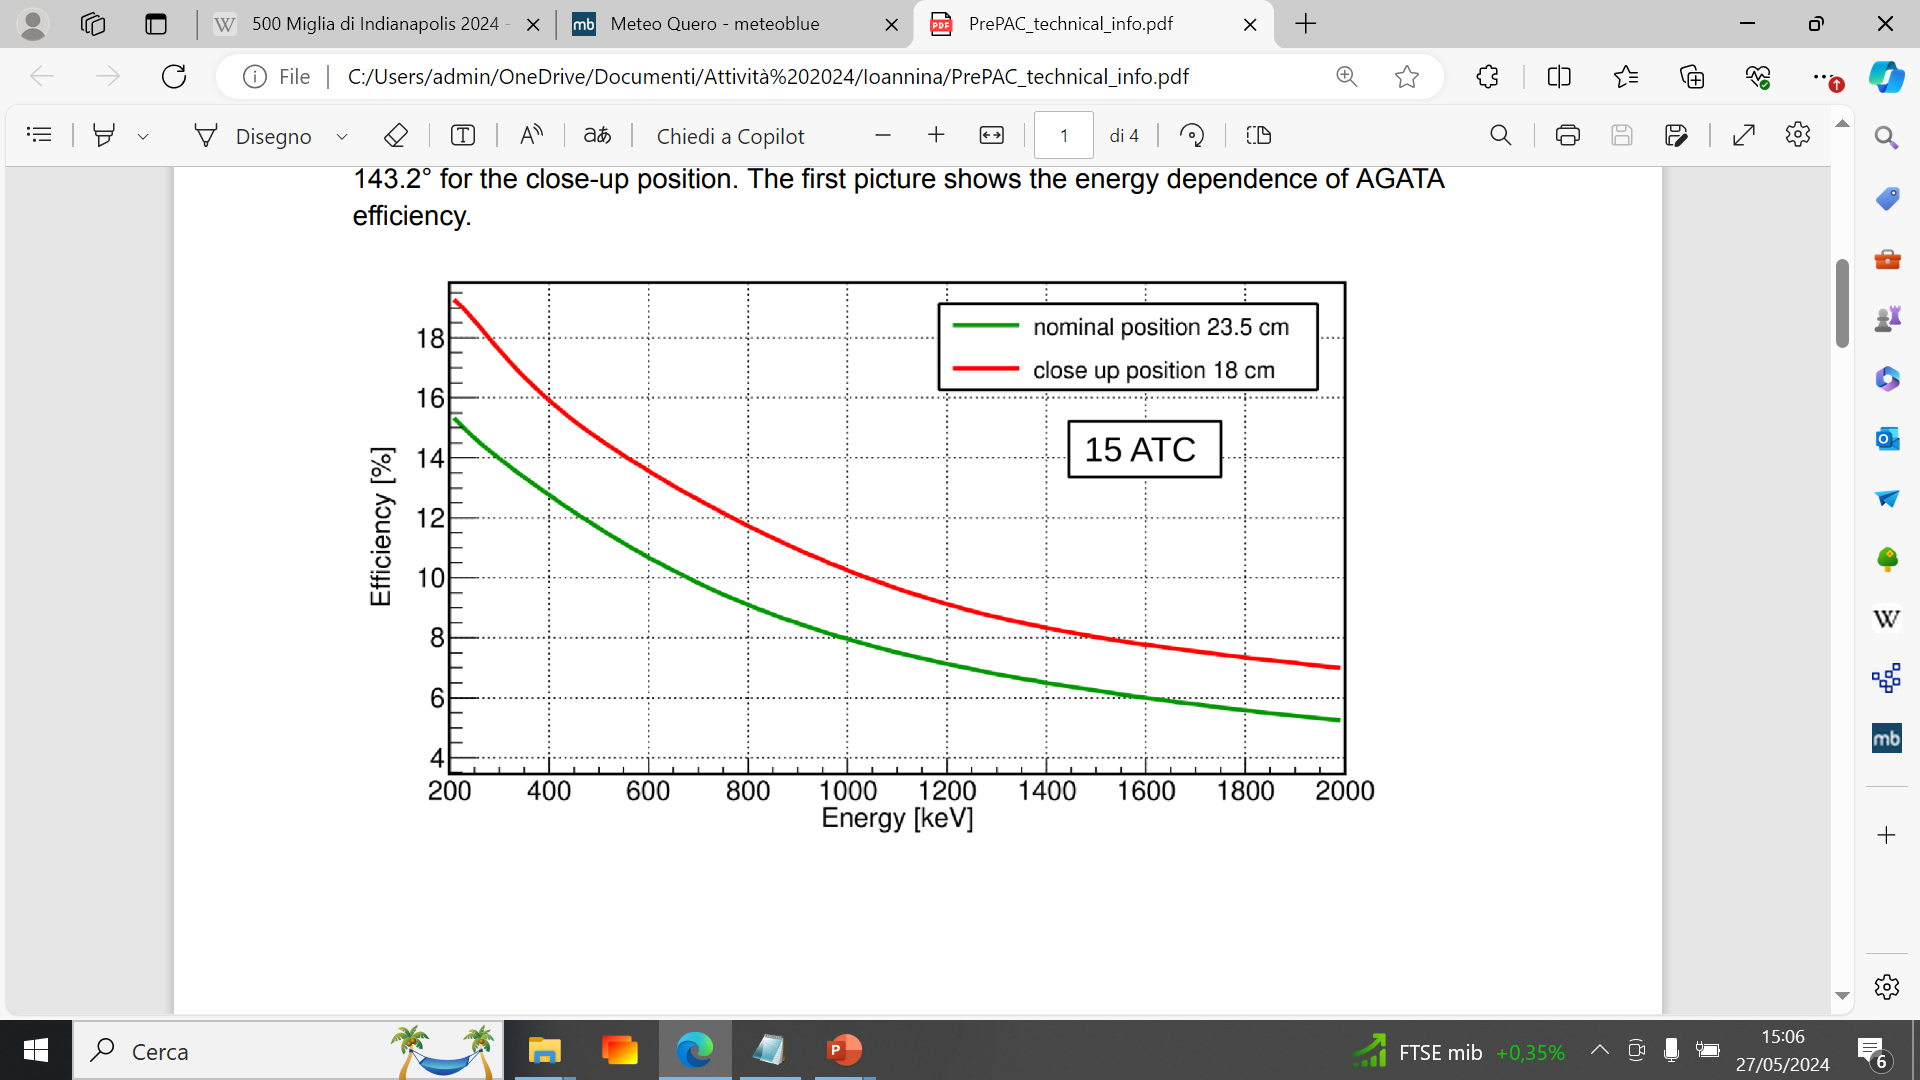 500 Miglia di Indianapolis 2024 -
Meteo Quero - meteoblue
PrePAC_technical_info.pdf
File
C:/Users/admin/OneDrive/Documenti/Attività%202024/Ioannina/PrePAC_technical_info.pdf
Disegno
Chiedi a Copilot
1
di 4
143.2° for the close-up position. The first picture shows the energy dependence of AGATA
efficiency.
nominal position 23.5 cm
close up position 18 cm
15 ATC
Efficiency [%]
18
16
14
12
10
8
6
4
200 400 600 800 1000 1200 1400 1600 1800 2000
Energy [keV]
Cerca
FTSE mib +0,35%
15:06
27/05/2024
6